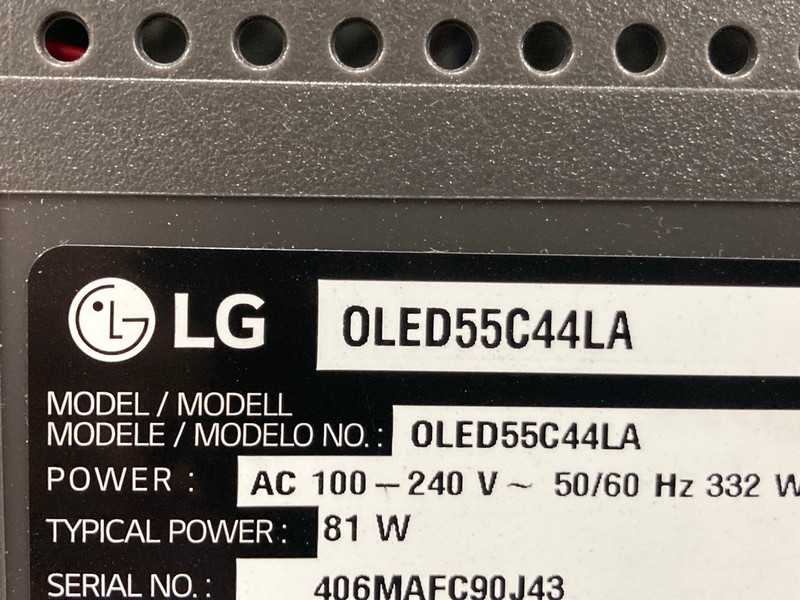 LG OLED55C44LA
MODEL / MODELL
MODELE / MODELO NO.: OLED55C44LA
POWER : AC 100 – 240 V ~ 50/60 Hz 332 W
TYPICAL POWER: 81 W
SERIAL NO.: 406MAFC90J43